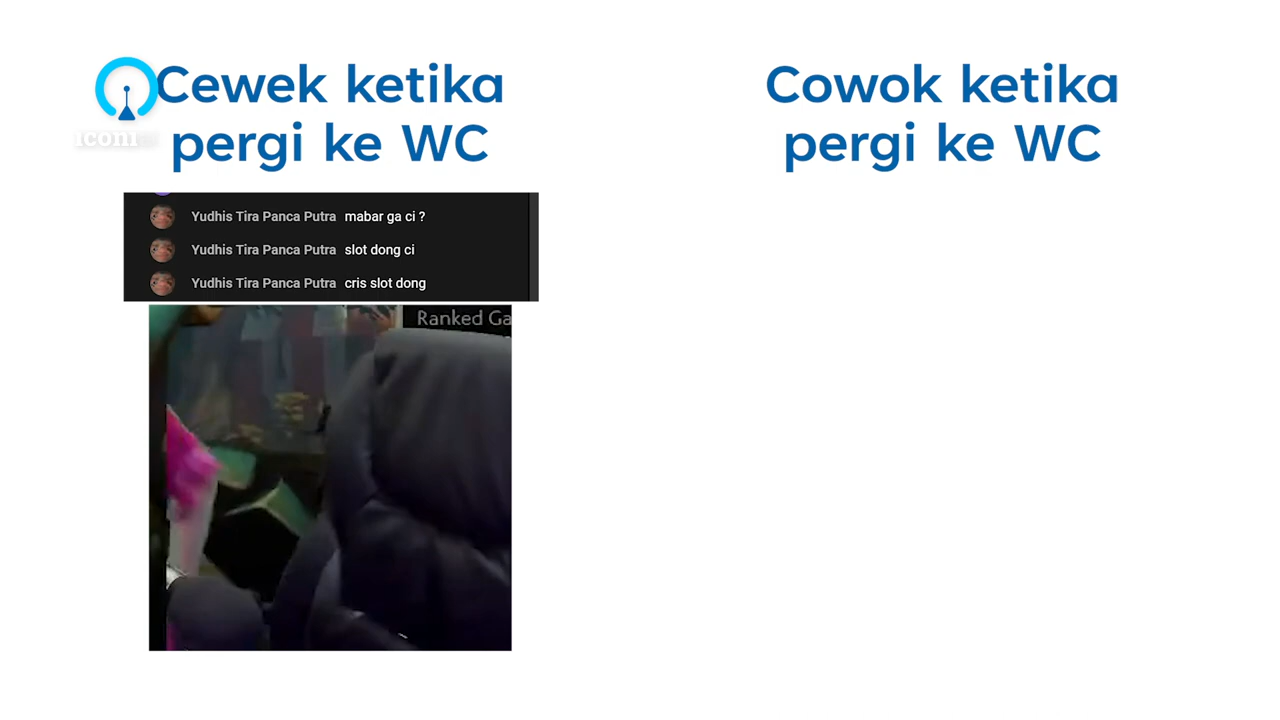 Cewek ketika
pergi ke WC
Cowok ketika
pergi ke WC
iconi
Yudhis Tira Panca Putra mabar ga ci ?
Yudhis Tira Panca Putra slot dong ci
Yudhis Tira Panca Putra cris slot dong
Ranked Ga